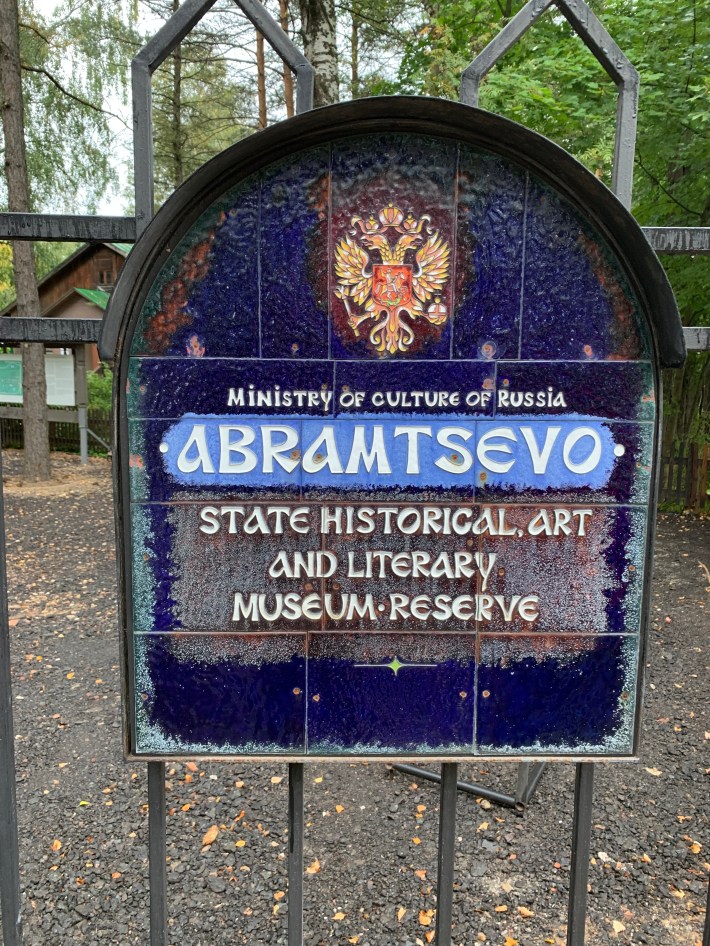 Ministry of culture of Russia
ABRAMTSEVO
STATE HISTORICAL, ART
AND LITERARY
MUSEUM·RESERVE